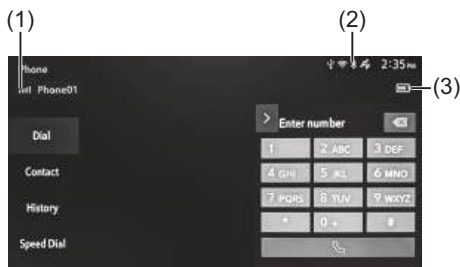 (1)
(2)
Phone
2:35 PM
Phone01
(3)
Dial
Enter number
1
2 ABC
3 DEF
Contact
4 GHI
5 JKL
6 MNO
History
7 PQRS
8 TUV
9 WXYZ
*
0 +
#
Speed Dial